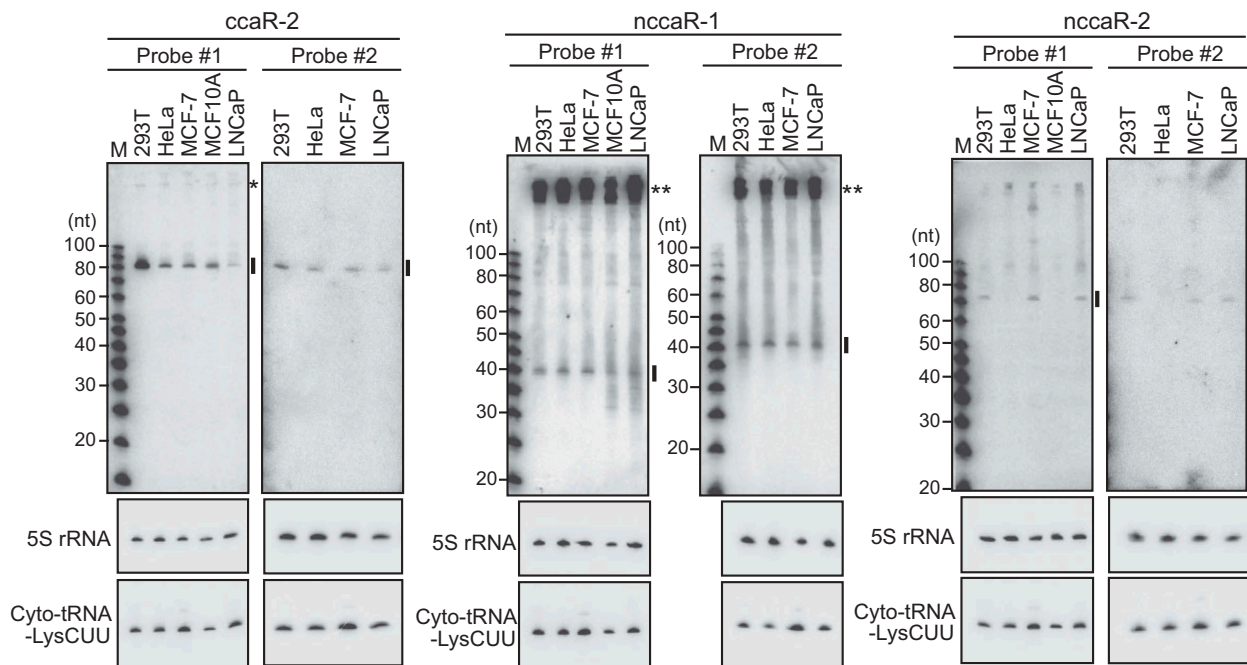 ccaR-2
Probe #1
Probe #2
M
293T
HeLa
MCF-7
MCF10A
LNCaP
293T
HeLa
MCF-7
LNCaP
*
(nt)
100
80
60
50
40
30
20
5S rRNA
Cyto-tRNA
-LysCUU
nccaR-1
Probe #1
Probe #2
M
293T
HeLa
MCF-7
MCF10A
LNCaP
**
(nt)
100
80
60
50
40
30
20
M
293T
HeLa
MCF-7
LNCaP
**
(nt)
100
80
60
50
40
30
20
5S rRNA
Cyto-tRNA
-LysCUU
nccaR-2
Probe #1
Probe #2
M
293T
HeLa
MCF-7
MCF10A
LNCaP
293T
HeLa
MCF-7
LNCaP
(nt)
100
80
60
50
40
30
20
5S rRNA
Cyto-tRNA
-LysCUU